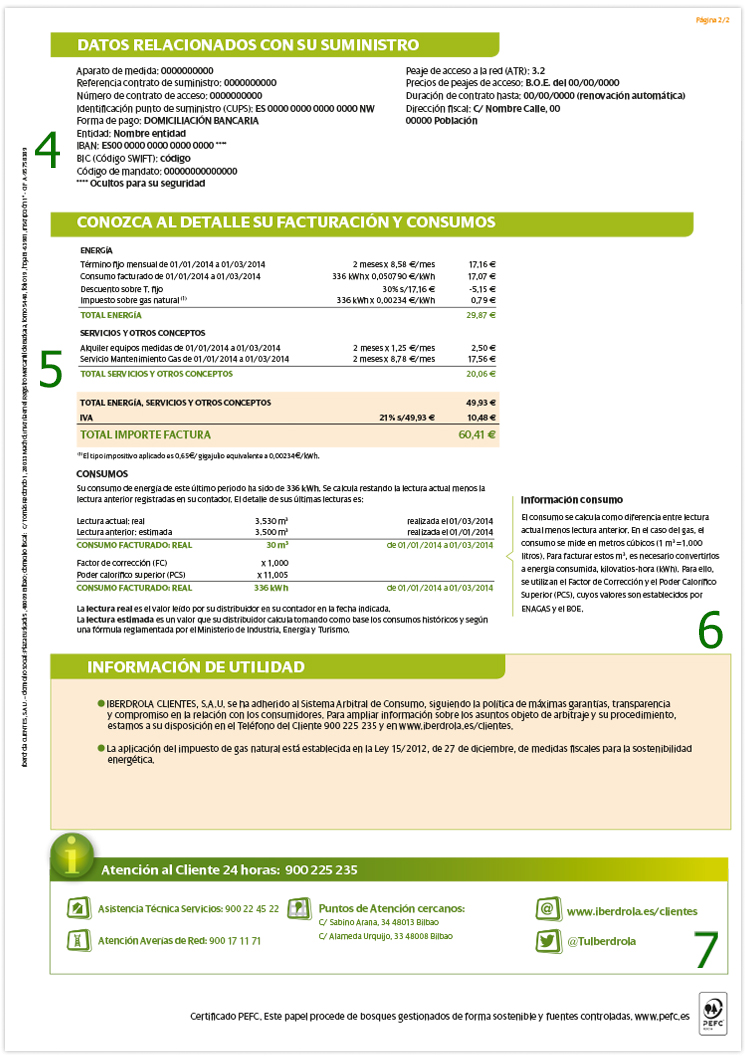 Página 2/2
DATOS RELACIONADOS CON SU SUMINISTRO
Aparato de medida: 0000000000
Referencia contrato de suministro: 0000000000
Número de contrato de acceso: 0000000000
Identificación punto de suministro (CUPS): ES 0000 0000 0000 0000 NW
Forma de pago: DOMICILIACIÓN BANCARIA
Entidad: Nombre entidad
IBAN: ES00 0000 0000 0000 0000 ****
BIC (Código SWIFT): código
Código de mandato: 00000000000000
**** Ocultos para su seguridad
Peaje de acceso a la red (ATR): 3.2
Precios de peajes de acceso: B.O.E. del 00/00/0000
Duración de contrato hasta: 00/00/0000 (renovación automática)
Dirección fiscal: C/ Nombre Calle, 00
00000 Población
4
CONOZCA AL DETALLE SU FACTURACIÓN Y CONSUMOS
ENERGÍA
Término fijo mensual de 01/01/2014 a 01/03/2014 2 meses x 8,58 €/mes 17,16 €
Consumo facturado de 01/01/2014 a 01/03/2014 336 kWh x 0,050790 €/kWh 17,07 €
Descuento sobre T. fijo 30% s/17,16 € -5,15 €
Impuesto sobre gas natural (1) 336 kWh x 0,00234 €/kWh 0,79 €
TOTAL ENERGÍA 29,87 €
SERVICIOS Y OTROS CONCEPTOS
Alquiler equipos medidas de 01/01/2014 a 01/03/2014 2 meses x 1,25 €/mes 2,50 €
Servicio Mantenimiento Gas de 01/01/2014 a 01/03/2014 2 meses x 8,78 €/mes 17,56 €
TOTAL SERVICIOS Y OTROS CONCEPTOS 20,06 €
5
TOTAL ENERGÍA, SERVICIOS Y OTROS CONCEPTOS 49,93 €
IVA 21% s/49,93 € 10,48 €
TOTAL IMPORTE FACTURA 60,41 €
(1) El tipo impositivo aplicado es 0,65€/ gigajulio equivalente a 0,00234€/kWh.
CONSUMOS
Su consumo de energía de este último periodo ha sido de 336 kWh. Se calcula restando la lectura actual menos la
lectura anterior registradas en su contador. El detalle de sus últimas lecturas es:
Lectura actual: real 3,530 m³ realizada el 01/03/2014
Lectura anterior: estimada 3,500 m³ realizada el 01/01/2014
CONSUMO FACTURADO: REAL 30 m³ de 01/01/2014 a 01/03/2014
Factor de corrección (FC) x 1,000
Poder calorífico superior (PCS) x 11,005
CONSUMO FACTURADO: REAL 336 kWh de 01/01/2014 a 01/01/2014
La lectura real es el valor leído por su distribuidor en su contador en la fecha indicada.
La lectura estimada es un valor que su distribuidor calcula tomando como base los consumos históricos y según
una fórmula reglamentada por el Ministerio de Industria, Energía y Turismo.
Información consumo
El consumo se calcula como diferencia entre lectura
actual menos lectura anterior. En el caso del gas, el
consumo se mide en metros cúbicos (1 m³ =1.000
litros). Para facturar estos m³, es necesario convertirlos
a energía consumida, kilovatios-hora (kWh). Para ello,
se utilizan el Factor de Corrección y el Poder Calorífico
Superior (PCS), cuyos valores son establecidos por
ENAGAS y el BOE.
6
INFORMACIÓN DE UTILIDAD
IBERDROLA CLIENTES, S.A.U. se ha adherido al Sistema Arbitral de Consumo, siguiendo la política de máximas garantías, transparencia
y compromiso en la relación con los consumidores. Para ampliar información sobre los asuntos objeto de arbitraje y su procedimiento,
estamos a su disposición en el Teléfono del Cliente 900 225 235 y en www.iberdrola.es/clientes.
La aplicación del impuesto de gas natural está establecida en la Ley 15/2012, de 27 de diciembre, de medidas fiscales para la sostenibilidad
energética.
i
Atención al Cliente 24 horas: 900 225 235
Asistencia Técnica Servicios: 900 22 45 22
Atención Averías de Red: 900 17 11 71
Puntos de Atención cercanos:
C/ Sabino Arana, 34 48013 Bilbao
C/ Alameda Urquijo, 33 48008 Bilbao
@ www.iberdrola.es/clientes
@TuIberdrola
7
Certificado PEFC. Este papel procede de bosques gestionados de forma sostenible y fuentes controladas. www.pefc.es
PEFC